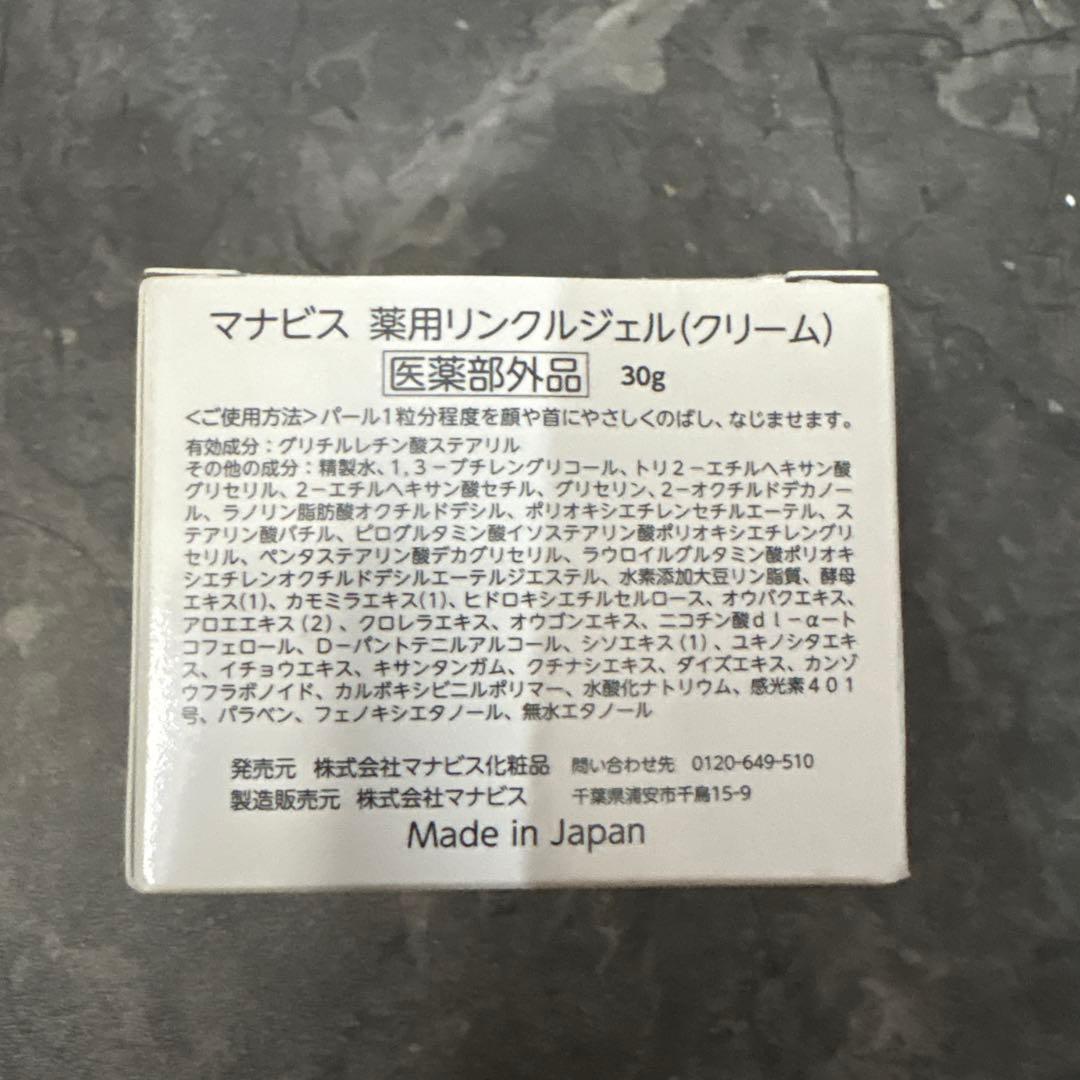 マナビス 薬用リンクルジェル(クリーム)
医薬部外品 30g
<ご使用方法>パール1粒分程度を顔や首にやさしくのばし、なじませます。
有効成分：グリチルレチン酸ステアリル
その他の成分：精製水、1,3－ブチレングリコール、トリ2－エチルヘキサン酸
グリセリル、2－エチルヘキサン酸セチル、グリセリン、2－オクチルドデカノー
ル、ラノリン脂肪酸オクチルドデシル、ポリオキシエチレンセチルエーテル、ス
テアリン酸バチル、ピログルタミン酸イソステアリン酸ポリオキシエチレングリ
セリル、ペンタステアリン酸デカグリセリル、ラウロイルグルタミン酸ポリオキ
シエチレンオクチルドデシルエーテルジエステル、水素添加大豆リン脂質、酵母
エキス(1)、カモミラエキス(1)、ヒドロキシエチルセルロース、オウバクエキス、
アロエエキス(2)、クロレラエキス、オウゴンエキス、ニコチン酸dl－α－ト
コフェロール、D－パントテニルアルコール、シソエキス(1)、ユキノシタエキ
ス、イチョウエキス、キサンタンガム、クチナシエキス、ダイズエキス、カンゾ
ウフラボノイド、カルボキシビニルポリマー、水酸化ナトリウム、感光素401
号、パラベン、フェノキシエタノール、無水エタノール
発売元 株式会社マナビス化粧品 問い合わせ先 0120-649-510
製造販売元 株式会社マナビス 千葉県浦安市千鳥15-9
Made in Japan